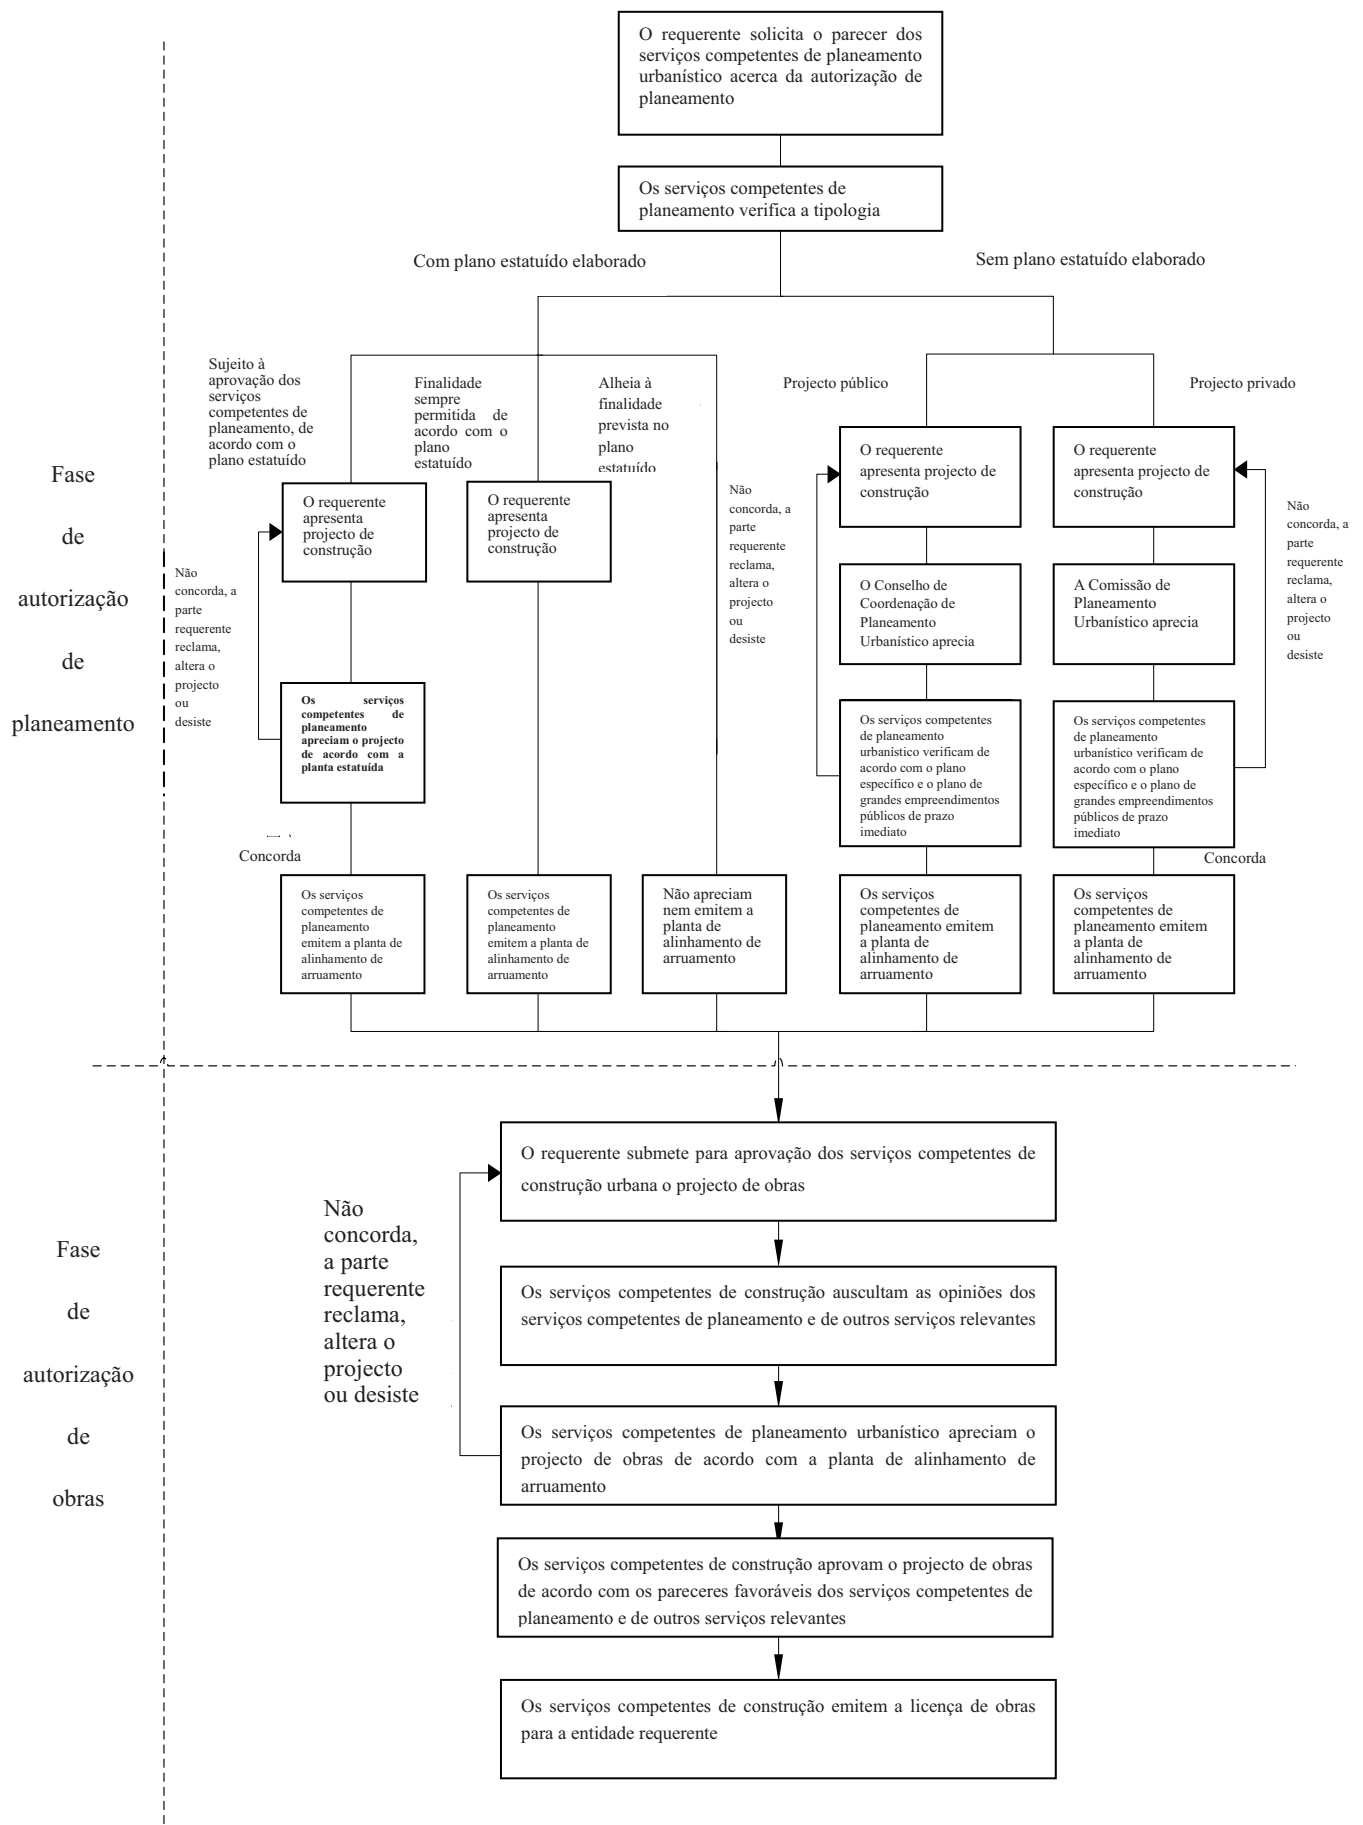 O requerente solicita o parecer dos
serviços competentes de planeamento
urbanístico acerca da autorização de
planeamento
Os serviços competentes de
planeamento verifica a tipologia
Com plano estatuído elaborado
Sem plano estatuído elaborado
Sujeito à
aprovação dos
serviços
competentes de
planeamento, de
acordo com o
plano estatuído
Finalidade
sempre
permitida de
acordo com o
plano
estatuído
Alheia à
finalidade
prevista no
plano
estatuído
Projecto público
Projecto privado
Fase
de
autorização
de
planeamento
O requerente
apresenta
projecto de
construção
O requerente
apresenta
projecto de
construção
O requerente
apresenta projecto de
construção
O requerente
apresenta projecto de
construção
Não
concorda, a
parte
requerente
reclama,
altera o
projecto
ou
desiste
Não
concorda, a
parte
requerente
reclama,
altera o
projecto
ou
desiste
Não
concorda, a
parte
requerente
reclama,
altera o
projecto
ou
desiste
O Conselho de
Coordenação de
Planeamento
Urbanístico aprecia
A Comissão de
Planeamento
Urbanístico aprecia
Os serviços
competentes de
planeamento
apreciam o projecto
de acordo com a
planta estatuída
Os serviços competentes
de planeamento
urbanístico verificam de
acordo com o plano
específico e o plano de
grandes empreendimentos
públicos de prazo
imediato
Os serviços competentes
de planeamento
urbanístico verificam de
acordo com o plano
específico e o plano de
grandes empreendimentos
públicos de prazo
imediato
Concorda
Concorda
Os serviços
competentes de
planeamento
emitem a planta de
alinhamento de
arruamento
Os serviços
competentes de
planeamento
emitem a planta de
alinhamento de
arruamento
Não apreciam
nem emitem a
planta de
alinhamento de
arruamento
Os serviços
competentes de
planeamento emitem
a planta de
alinhamento de
arruamento
Os serviços
competentes de
planeamento emitem
a planta de
alinhamento de
arruamento
Fase
de
autorização
de
obras
O requerente submete para aprovação dos serviços competentes de
construção urbana o projecto de obras
Não
concorda,
a parte
requerente
reclama,
altera o
projecto
ou desiste
Os serviços competentes de construção auscultam as opiniões dos
serviços competentes de planeamento e de outros serviços relevantes
Os serviços competentes de planeamento urbanístico apreciam o
projecto de obras de acordo com a planta de alinhamento de
arruamento
Os serviços competentes de construção aprovam o projecto de obras
de acordo com os pareceres favoráveis dos serviços competentes de
planeamento e de outros serviços relevantes
Os serviços competentes de construção emitem a licença de obras
para a entidade requerente